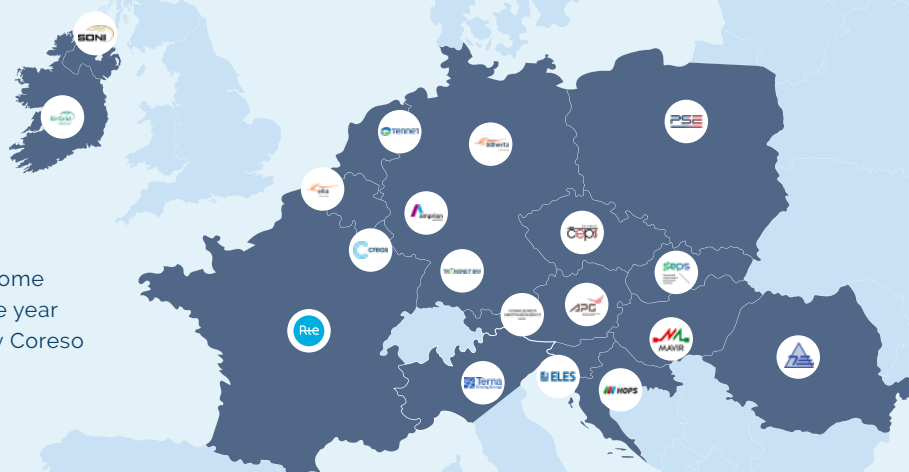 SONI
EirGrid
TenneT
50hertz
PSE
elia
Amprion
CREOS
čeps
TRANSNET BW
seps
APG
Rte
MAVIR
Terna
ELES
HOPS
ome
e year
y Coreso